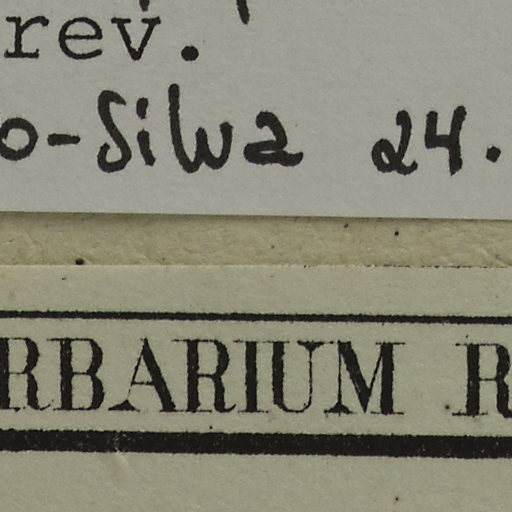 rev.
o-Silva 24.
RBARIUM R